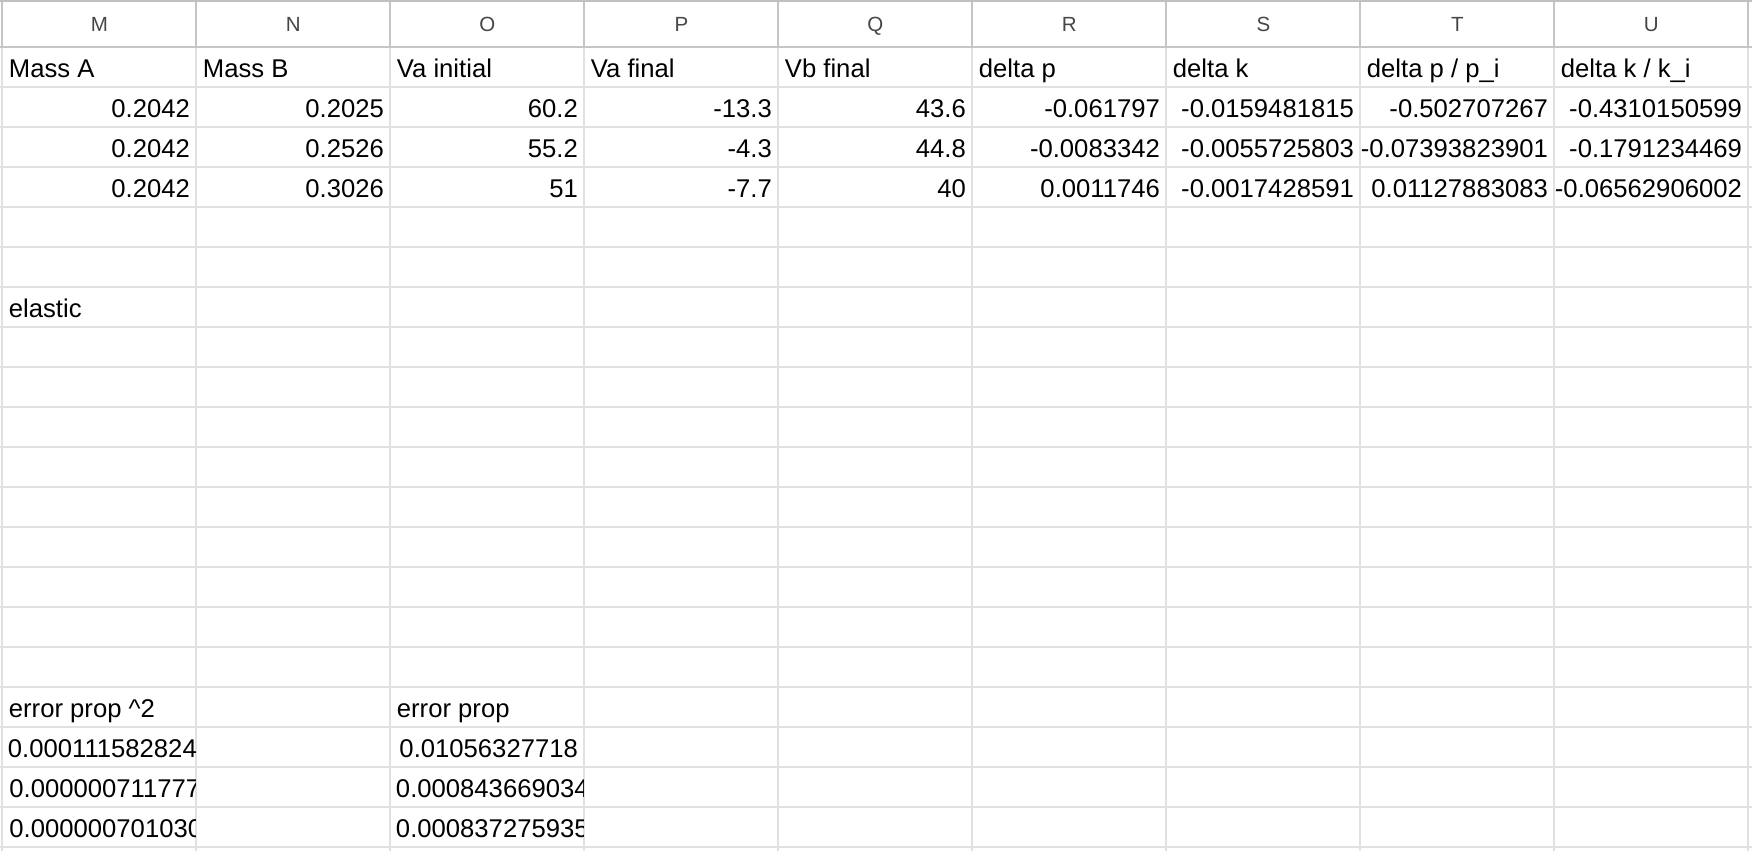 M N O P Q R S T U
Mass A Mass B Va initial Va final Vb final delta p delta k delta p / p_i delta k / k_i
0.2042 0.2025 60.2 -13.3 43.6 -0.061797 -0.0159481815 -0.502707267 -0.4310150599
0.2042 0.2526 55.2 -4.3 44.8 -0.0083342 -0.0055725803 -0.07393823901 -0.1791234469
0.2042 0.3026 51 -7.7 40 0.0011746 -0.0017428591 0.01127883083 -0.06562906002
elastic
error prop ^2 error prop
0.000111582824 0.01056327718
0.000000711777 0.000843669034
0.000000701030 0.000837275935